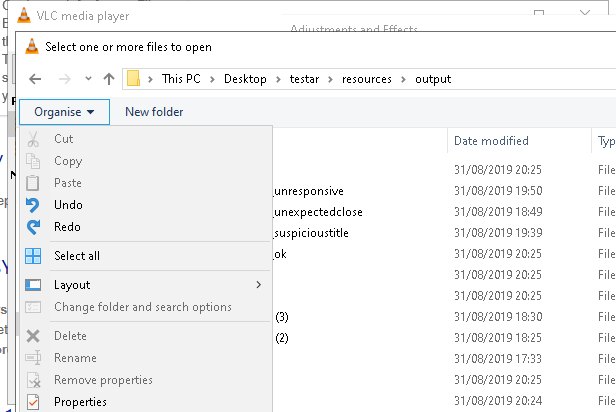 VLC media player
Adjustments and Effects
Select one or more files to open
This PC > Desktop > testar > resources > output
Organise New folder
Date modified
Cut 31/08/2019 20:25 File
Copy _unresponsive 31/08/2019 19:50 File
Paste _unexpectedclose 31/08/2019 18:49 File
Undo _suspicioustitle 31/08/2019 19:39 File
Redo _ok 31/08/2019 20:25 File
Select all 31/08/2019 20:25 File
Layout > 31/08/2019 20:25 File
Change folder and search options (3) 31/08/2019 18:30 File
Delete (2) 31/08/2019 18:25 File
Rename 31/08/2019 17:33 File
Remove properties 31/08/2019 20:25 File
Properties 31/08/2019 20:24 File